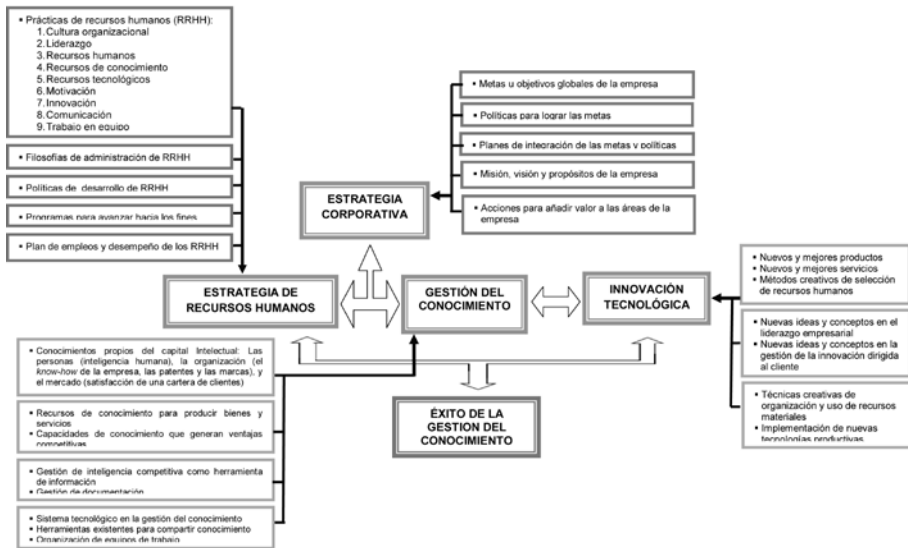 ▪ Prácticas de recursos humanos (RRHH):
1. Cultura organizacional
2. Liderazgo
3. Recursos humanos
4. Recursos de conocimiento
5. Recursos tecnológicos
6. Motivación
7. Innovación
8. Comunicación
9. Trabajo en equipo
▪ Filosofías de administración de RRHH
▪ Políticas de desarrollo de RRHH
▪ Programas para avanzar hacia los fines
▪ Plan de empleos y desempeño de los RRHH
▪ Metas u objetivos globales de la empresa
▪ Políticas para lograr las metas
▪ Planes de integración de las metas y políticas
▪ Misión, visión y propósitos de la empresa
▪ Acciones para añadir valor a las áreas de la
empresa
ESTRATEGIA
CORPORATIVA
ESTRATEGIA DE
RECURSOS HUMANOS
GESTIÓN DEL
CONOCIMIENTO
INNOVACIÓN
TECNOLÓGICA
▪ Nuevos y mejores productos
▪ Nuevos y mejores servicios
▪ Métodos creativos de selección
de recursos humanos
▪ Nuevas ideas y conceptos en el
liderazgo empresarial
▪ Nuevas ideas y conceptos en la
gestión de la innovación dirigida
al cliente
▪ Técnicas creativas de
organización y uso de recursos
materiales
▪ Implementación de nuevas
tecnologías productivas
▪ Conocimientos propios del capital Intelectual: Las
personas (inteligencia humana), la organización (el
know-how de la empresa, las patentes y las marcas), y
el mercado (satisfacción de una cartera de clientes)
▪ Recursos de conocimiento para producir bienes y
servicios
▪ Capacidades de conocimiento que generan ventajas
competitivas
▪ Gestión de inteligencia competitiva como herramienta
de información
▪ Gestión de documentación
▪ Sistema tecnológico en la gestión del conocimiento
▪ Herramientas existentes para compartir conocimiento
▪ Organización de equipos de trabajo
ÉXITO DE LA
GESTION DEL
CONOCIMIENTO